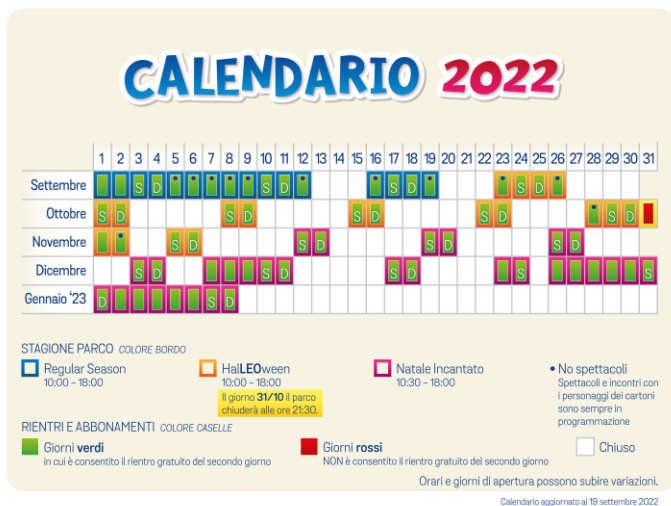 CALENDARIO 2022
1 2 3 4 5 6 7 8 9 10 11 12 13 14 15 16 17 18 19 20 21 22 23 24 25 26 27 28 29 30 31
Settembre S D S D S D S D
Ottobre S D S D S D S D S D
Novembre S D S D S D S D
Dicembre S D S D S D S D S
Gennaio '23 D S D
STAGIONE PARCO COLORE BORDO
Regular Season
10:00 - 18:00
HalLEOween
10:00 - 18:00
Il giorno 31/10 il parco
chiuderà alle ore 21:30.
Natale Incantato
10:30 - 18:00
• No spettacoli
Spettacoli e incontri con
i personaggi dei cartoni
sono sempre in
programmazione
RIENTRI E ABBONAMENTI COLORE CASELLE
Giorni verdi
in cui è consentito il rientro gratuito del secondo giorno
Giorni rossi
NON è consentito il rientro gratuito del secondo giorno
Chiuso
Orari e giorni di apertura possono subire variazioni.
Calendario aggiornato al 19 settembre 2022